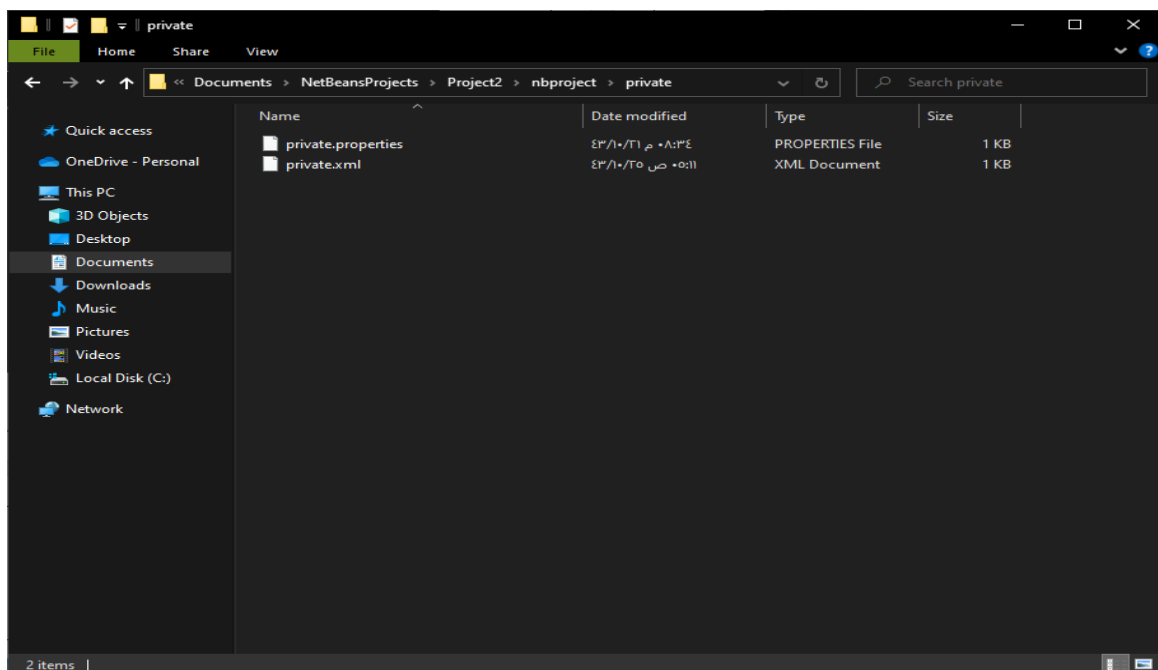 private
File Home Share View
« Documents > NetBeansProjects > Project2 > nbproject > private Search private
Name Date modified Type Size
Quick access
private.properties ٤٣/١٠/٢١ م ٠٨:٣٤ PROPERTIES File 1 KB
OneDrive - Personal
private.xml ٤٣/١٠/٢٥ ص ٠٥:١١ XML Document 1 KB
This PC
3D Objects
Desktop
Documents
Downloads
Music
Pictures
Videos
Local Disk (C:)
Network
2 items